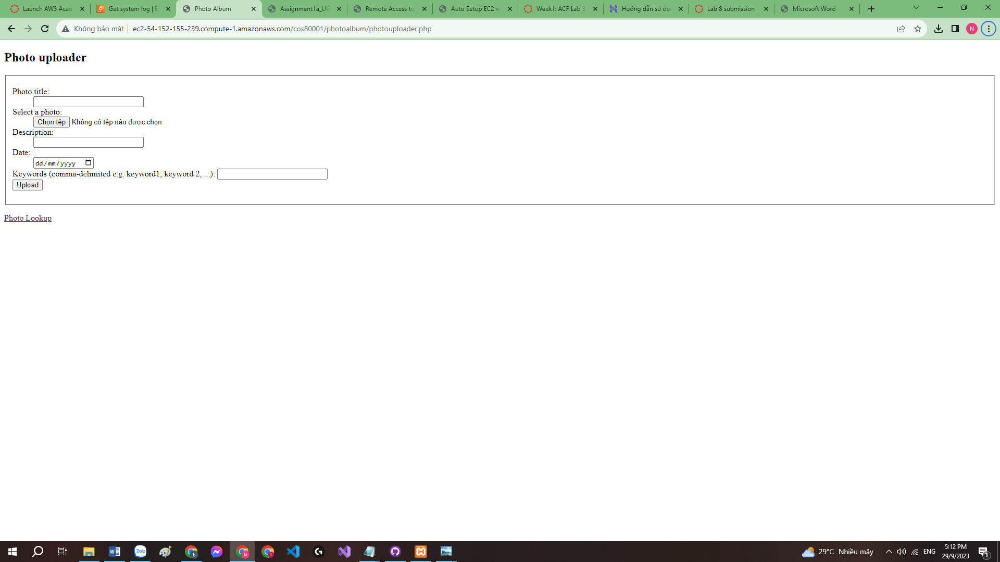 Launch AWS Acad
Get system log | E
Photo Album
Assignment1a_UG
Remote Access to
Auto Setup EC2 w
Week1: ACF Lab 3
Hướng dẫn sử dụn
Lab 8 submission
Microsoft Word -
Không bảo mật
ec2-54-152-155-239.compute-1.amazonaws.com/cos80001/photoalbum/photouploader.php
N
Photo uploader
Photo title:
Select a photo:
Chọn tệp Không có tệp nào được chọn
Description:
Date:
dd/mm/yyyy
Keywords (comma-delimited e.g. keyword1; keyword 2, ...):
Upload
Photo Lookup
Zalo
29°C Nhiều mây
ENG
5:12 PM
29/9/2023
1